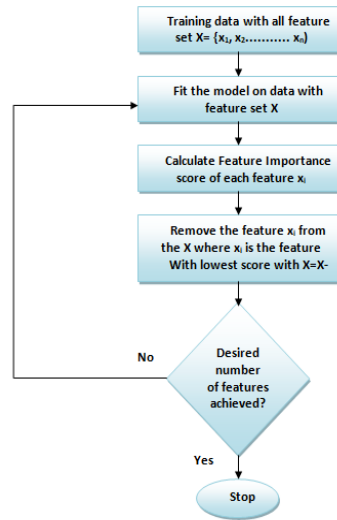 Training data with all feature
set X= {x₁, x₂........... xₙ)
Fit the model on data with
feature set X
Calculate Feature Importance
score of each feature xᵢ
Remove the feature xᵢ from
the X where xᵢ is the feature
With lowest score with X=X-
No
Desired
number
of features
achieved?
Yes
Stop